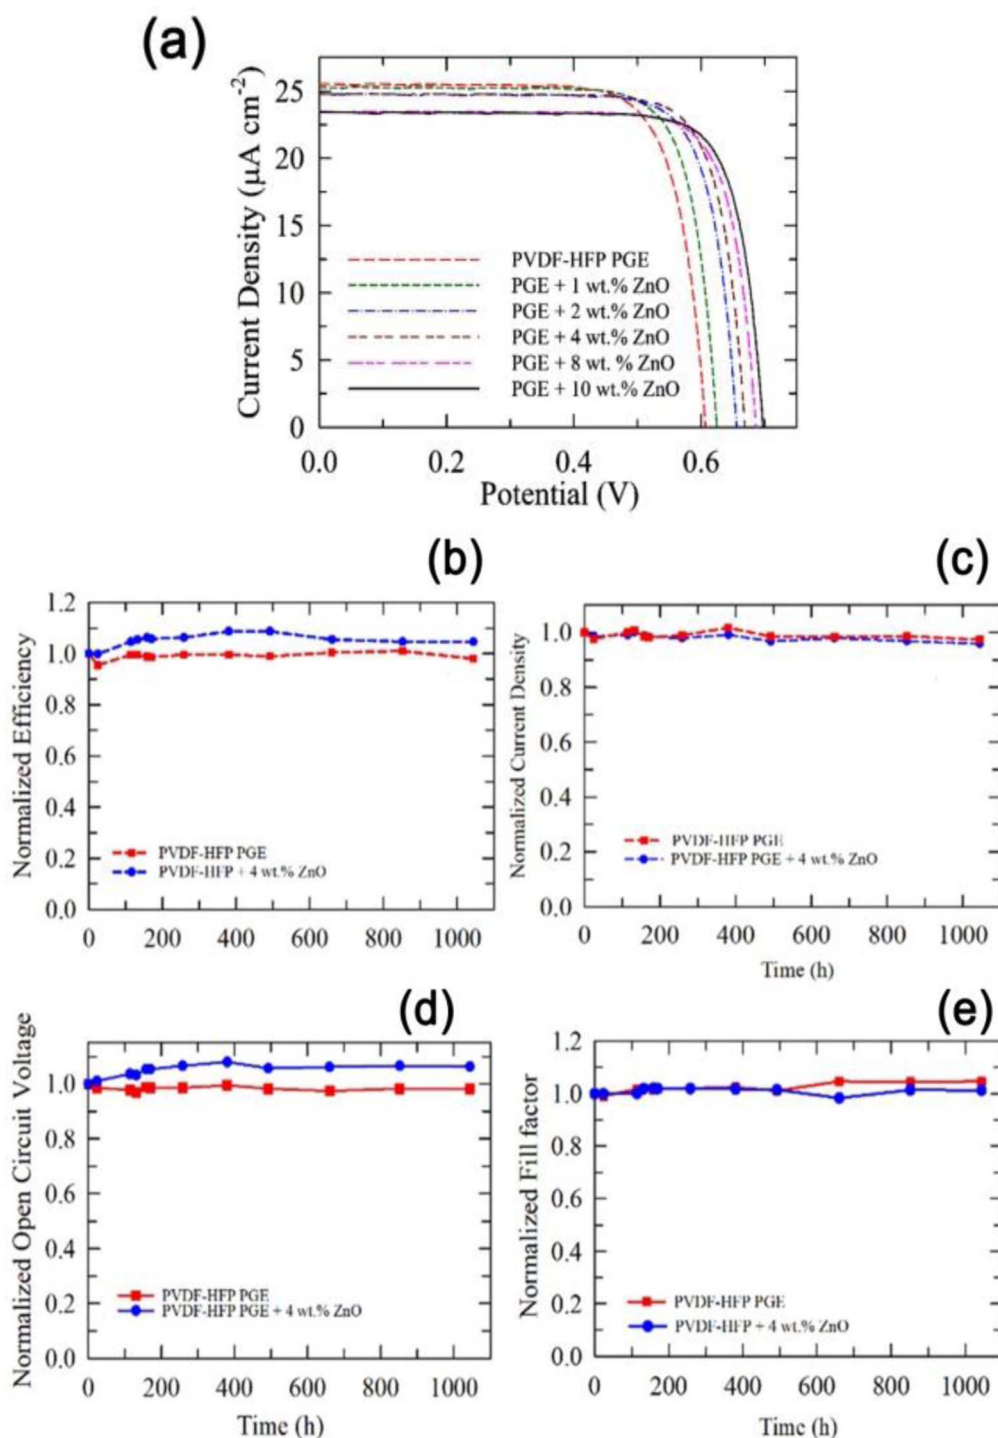 (a)
Current Density (µA cm-2)
25
20
15
10
5
0
PVDF-HFP PGE
PGE + 1 wt.% ZnO
PGE + 2 wt.% ZnO
PGE + 4 wt.% ZnO
PGE + 8 wt. % ZnO
PGE + 10 wt.% ZnO
0.0 0.2 0.4 0.6
Potential (V)
(b)
Normalized Efficiency
1.2
1.0
0.8
0.6
0.4
0.2
0.0
PVDF-HFP PGE
PVDF-HFP + 4 wt.% ZnO
0 200 400 600 800 1000
(c)
Normalized Current Density
1.0
0.8
0.6
0.4
0.2
0.0
PVDF-HFP PGE
PVDF-HFP PGE + 4 wt.% ZnO
0 200 400 600 800 1000
Time (h)
(d)
Normalized Open Circuit Voltage
1.0
0.8
0.6
0.4
0.2
0.0
PVDF-HFP PGE
PVDF-HFP PGE + 4 wt.% ZnO
0 200 400 600 800 1000
Time (h)
(e)
Normalized Fill factor
1.2
1.0
0.8
0.6
0.4
0.2
0.0
PVDF-HFP PGE
PVDF-HFP + 4 wt.% ZnO
0 200 400 600 800 1000
Time (h)